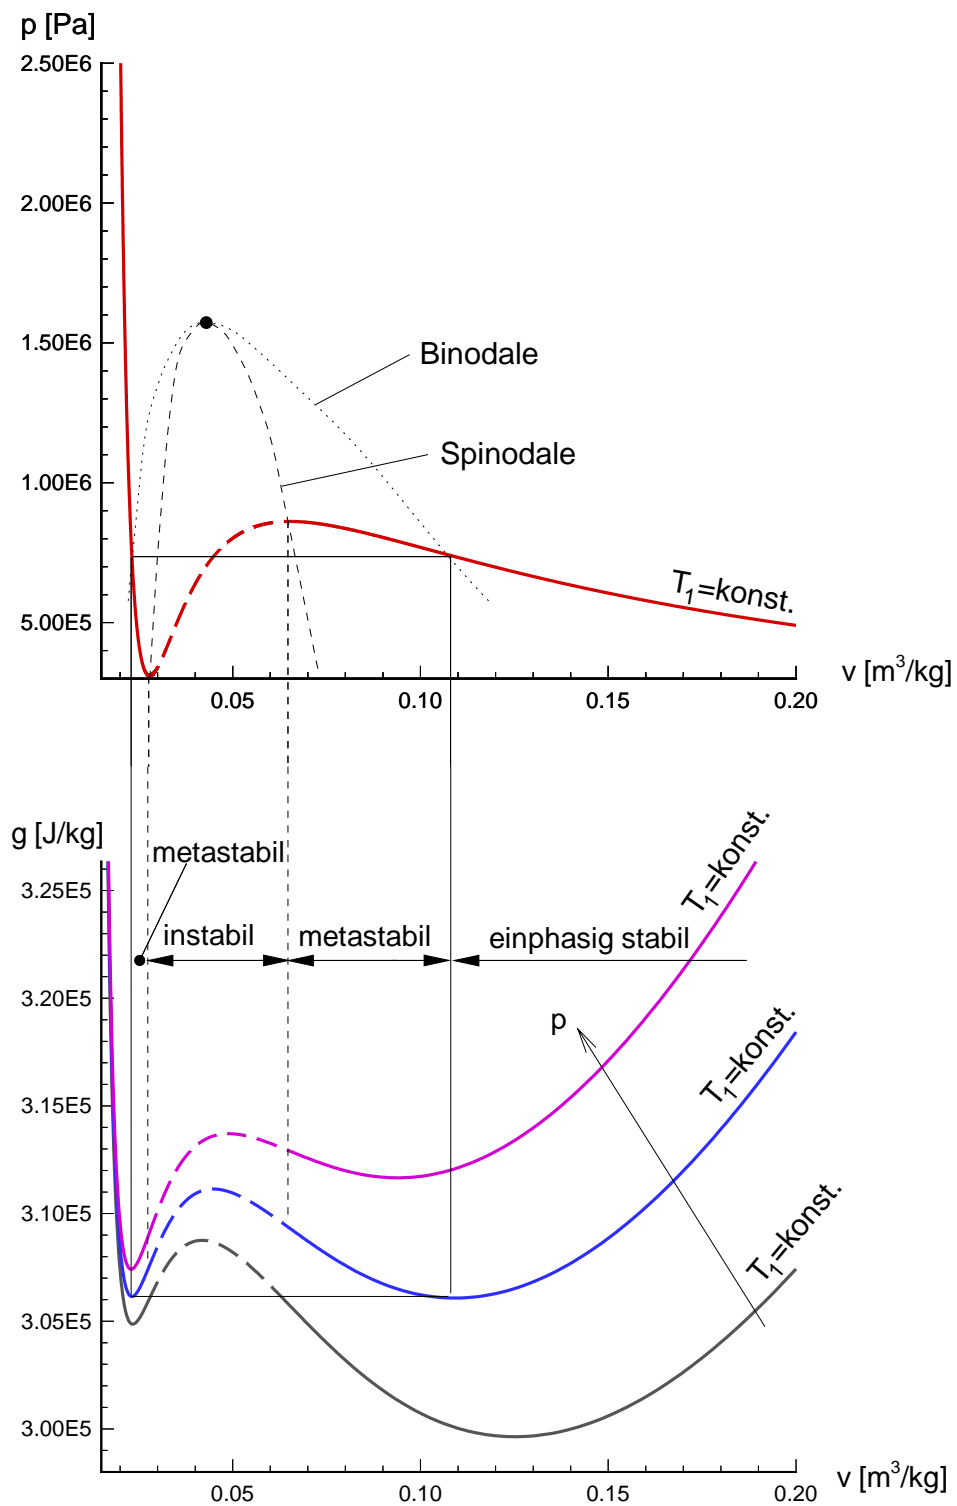 p [Pa]
2.50E6
2.00E6
1.50E6
Binodale
Spinodale
1.00E6
T₁=konst.
5.00E5
v [m³/kg]
0.05 0.10 0.15 0.20
g [J/kg]
metastabil
T₁=konst.
3.25E5
instabil metastabil einphasig stabil
3.20E5
p
T₁=konst.
3.15E5
3.10E5
T₁=konst.
3.05E5
3.00E5
v [m³/kg]
0.05 0.10 0.15 0.20